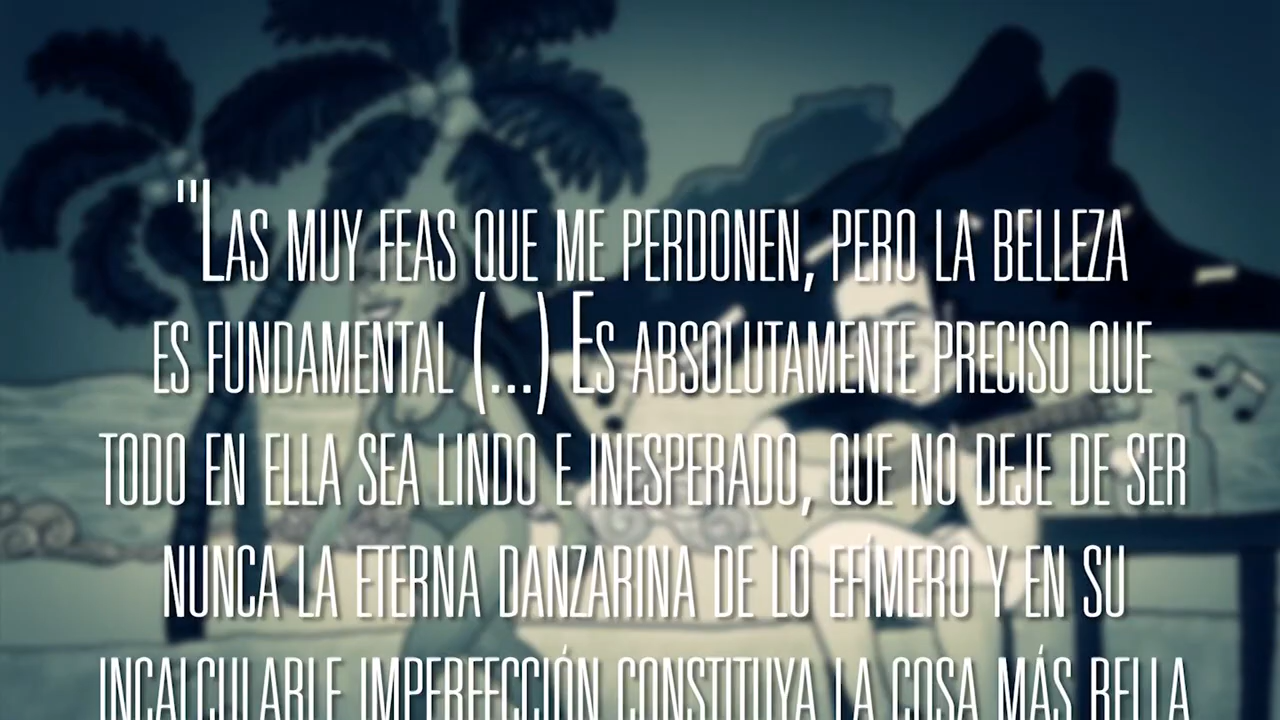 "Las muy feas que me perdonen, pero la belleza
es fundamental (...) Es absolutamente preciso que
todo en ella sea lindo e inesperado, que no deje de ser
nunca la eterna danzarina de lo efímero y en su
incalculable imperfección constituya la cosa más bella